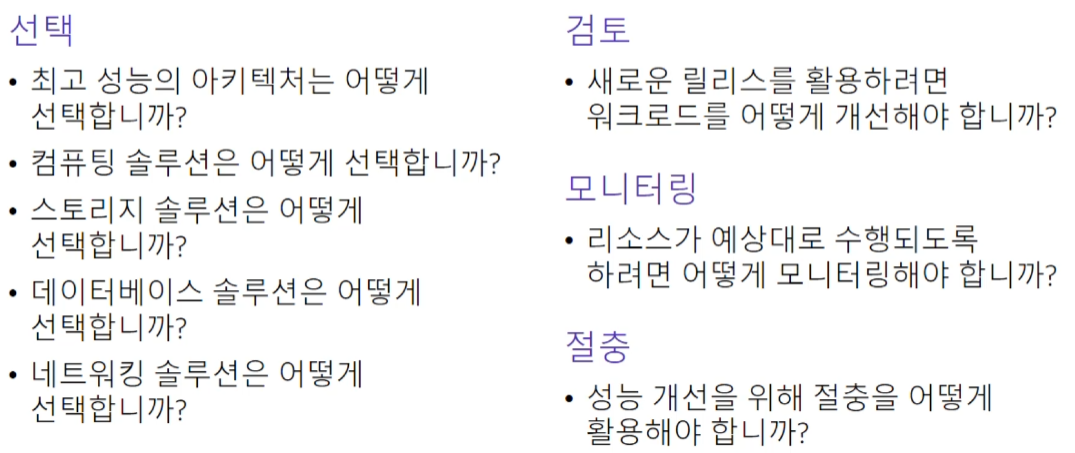 선택
• 최고 성능의 아키텍처는 어떻게
선택합니까?
• 컴퓨팅 솔루션은 어떻게 선택합니까?
• 스토리지 솔루션은 어떻게
선택합니까?
• 데이터베이스 솔루션은 어떻게
선택합니까?
• 네트워킹 솔루션은 어떻게
선택합니까?
검토
• 새로운 릴리스를 활용하려면
워크로드를 어떻게 개선해야 합니까?
모니터링
• 리소스가 예상대로 수행되도록
하려면 어떻게 모니터링해야 합니까?
절충
• 성능 개선을 위해 절충을 어떻게
활용해야 합니까?